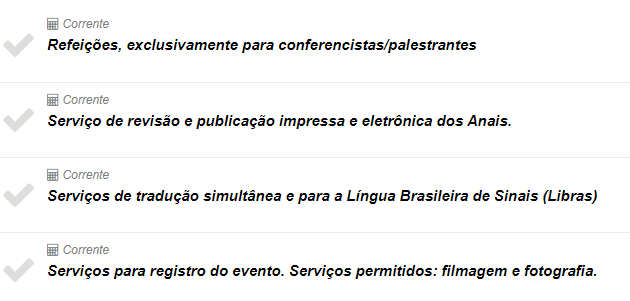 Corrente
Refeições, exclusivamente para conferencistas/palestrantes
Corrente
Serviço de revisão e publicação impressa e eletrônica dos Anais.
Corrente
Serviços de tradução simultânea e para a Língua Brasileira de Sinais (Libras)
Corrente
Serviços para registro do evento. Serviços permitidos: filmagem e fotografia.